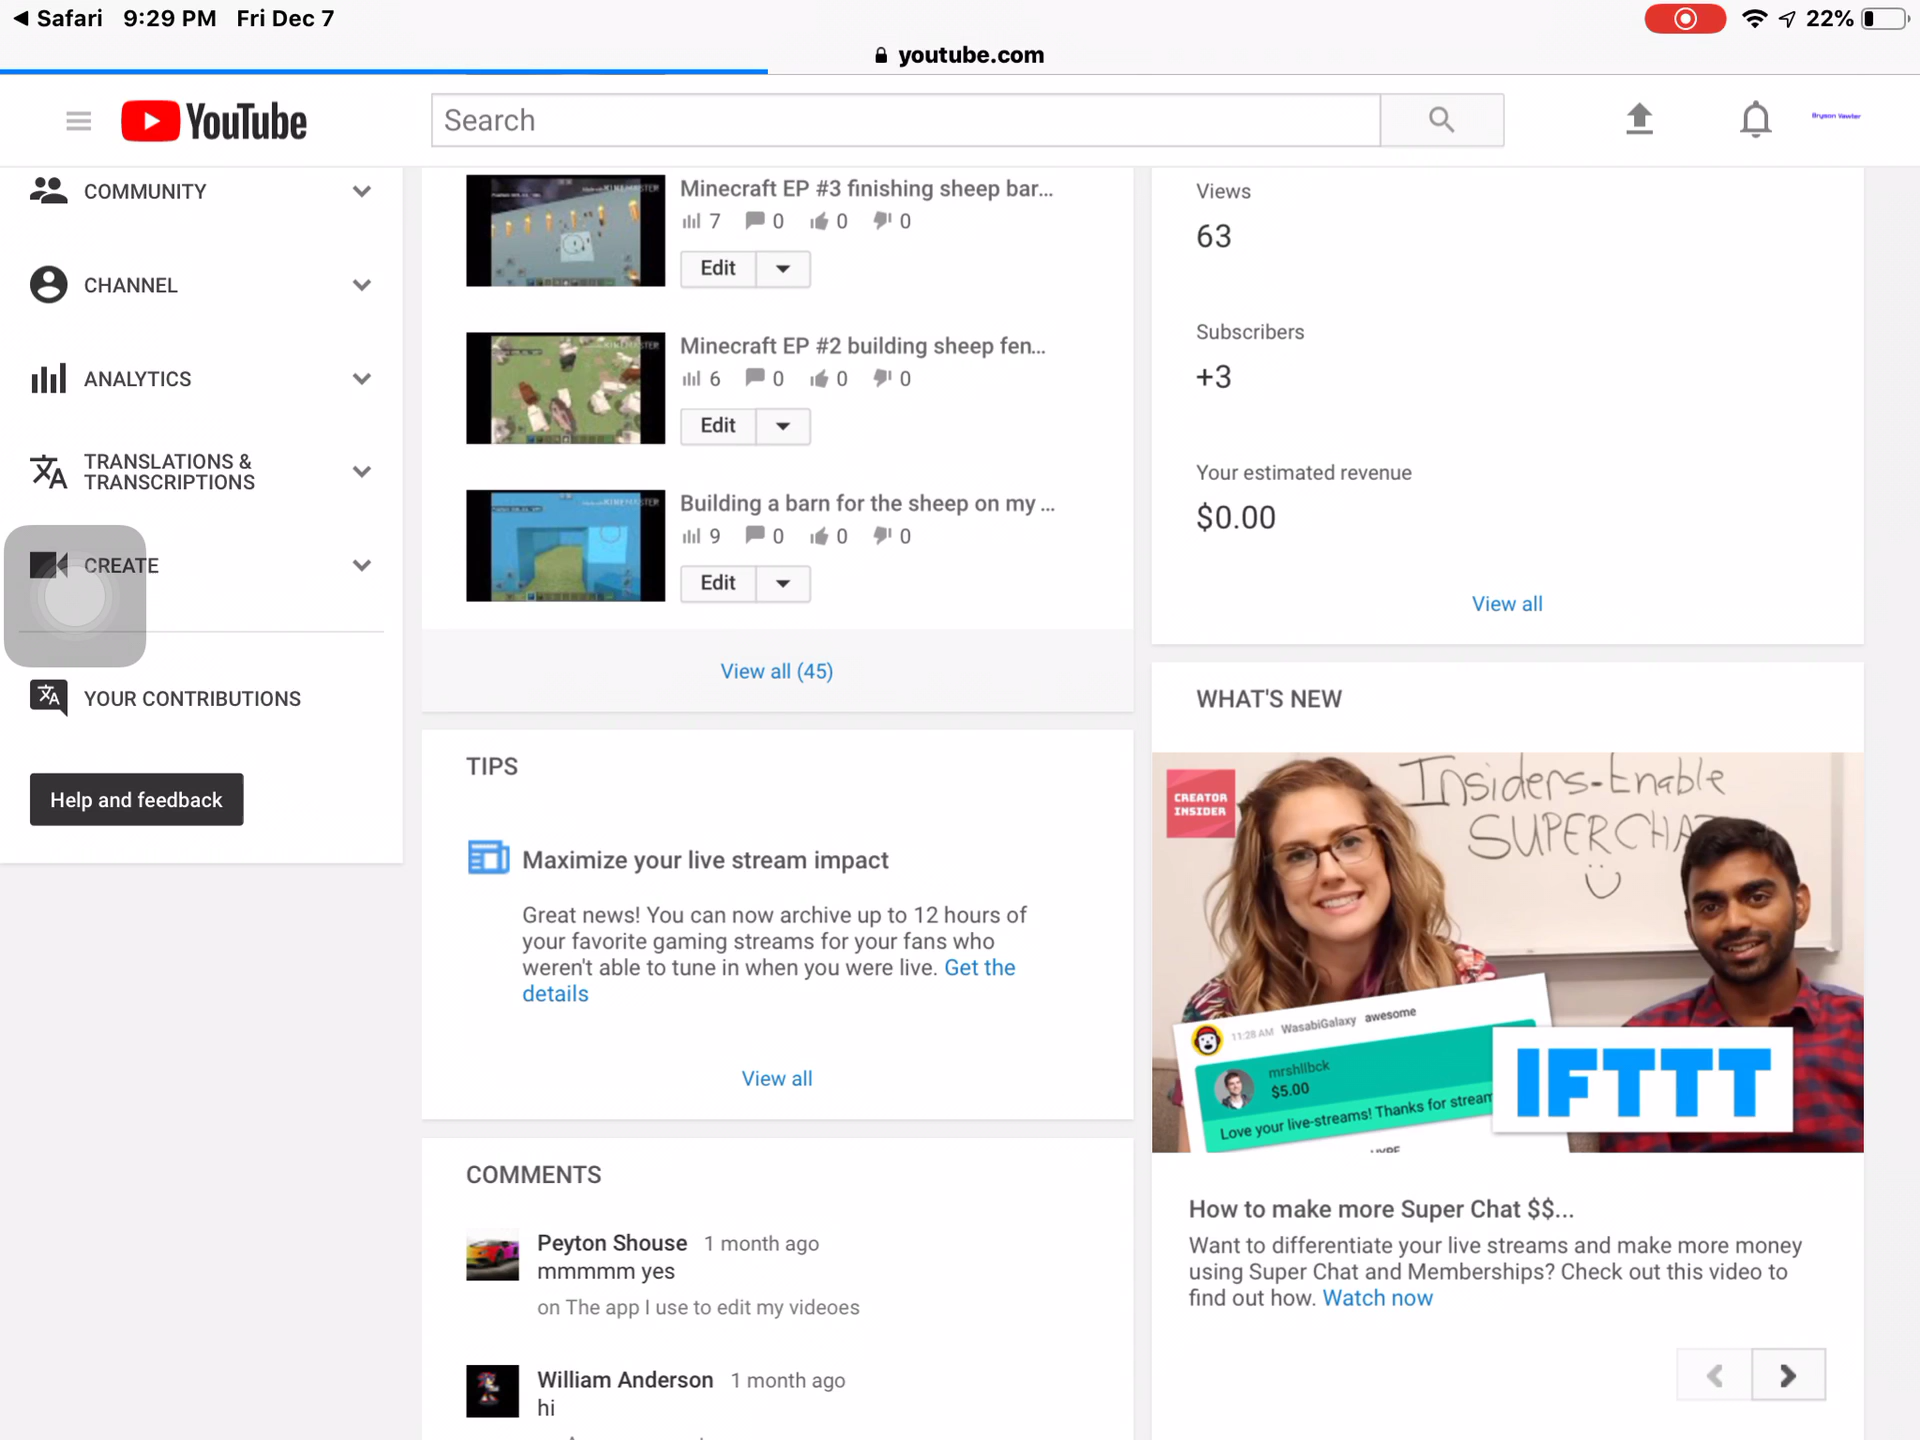 Safari 9:29 PM Fri Dec 7
22%
youtube.com
YouTube
Search
Bryson Vawter
COMMUNITY
CHANNEL
ANALYTICS
TRANSLATIONS &
TRANSCRIPTIONS
CREATE
YOUR CONTRIBUTIONS
Help and feedback
Minecraft EP #3 finishing sheep bar...
7 0 0 0
Edit
Minecraft EP #2 building sheep fen...
6 0 0 0
Edit
Building a barn for the sheep on my ...
9 0 0 0
Edit
View all (45)
TIPS
Maximize your live stream impact
Great news! You can now archive up to 12 hours of
your favorite gaming streams for your fans who
weren't able to tune in when you were live. Get the
details
View all
COMMENTS
Peyton Shouse 1 month ago
mmmmm yes
on The app I use to edit my videoes
William Anderson 1 month ago
hi
Views
63
Subscribers
+3
Your estimated revenue
$0.00
View all
WHAT'S NEW
CREATOR
INSIDER
Insiders-Enable
SUPERCHA
11:28 AM WasabiGalaxy awesome
mrshllbck
$5.00
Love your live-streams! Thanks for stream
HYPE
IFTTT
How to make more Super Chat $$...
Want to differentiate your live streams and make more money
using Super Chat and Memberships? Check out this video to
find out how. Watch now